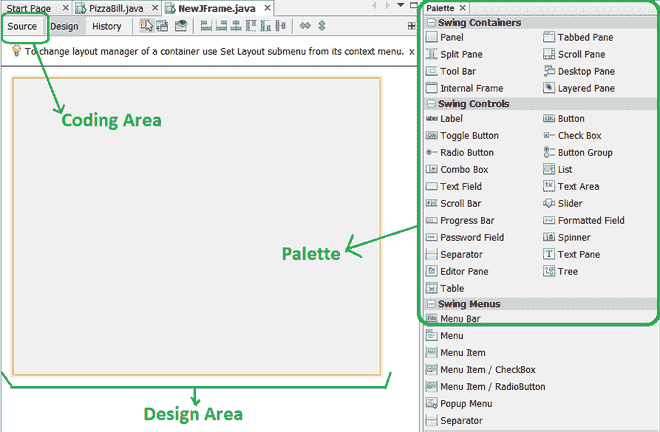 Start Page PizzaBill.java NewJFrame.java
Source Design History
To change layout manager of a container use Set Layout submenu from its context menu. x
Coding Area
Design Area
Palette
Palette
Swing Containers
Panel Tabbed Pane
Split Pane Scroll Pane
Tool Bar Desktop Pane
Internal Frame Layered Pane
Swing Controls
Label Button
Toggle Button Check Box
Radio Button Button Group
Combo Box List
Text Field Text Area
Scroll Bar Slider
Progress Bar Formatted Field
Password Field Spinner
Separator Text Pane
Editor Pane Tree
Table
Swing Menus
Menu Bar
Menu
Menu Item
Menu Item / CheckBox
Menu Item / RadioButton
Popup Menu
Separator